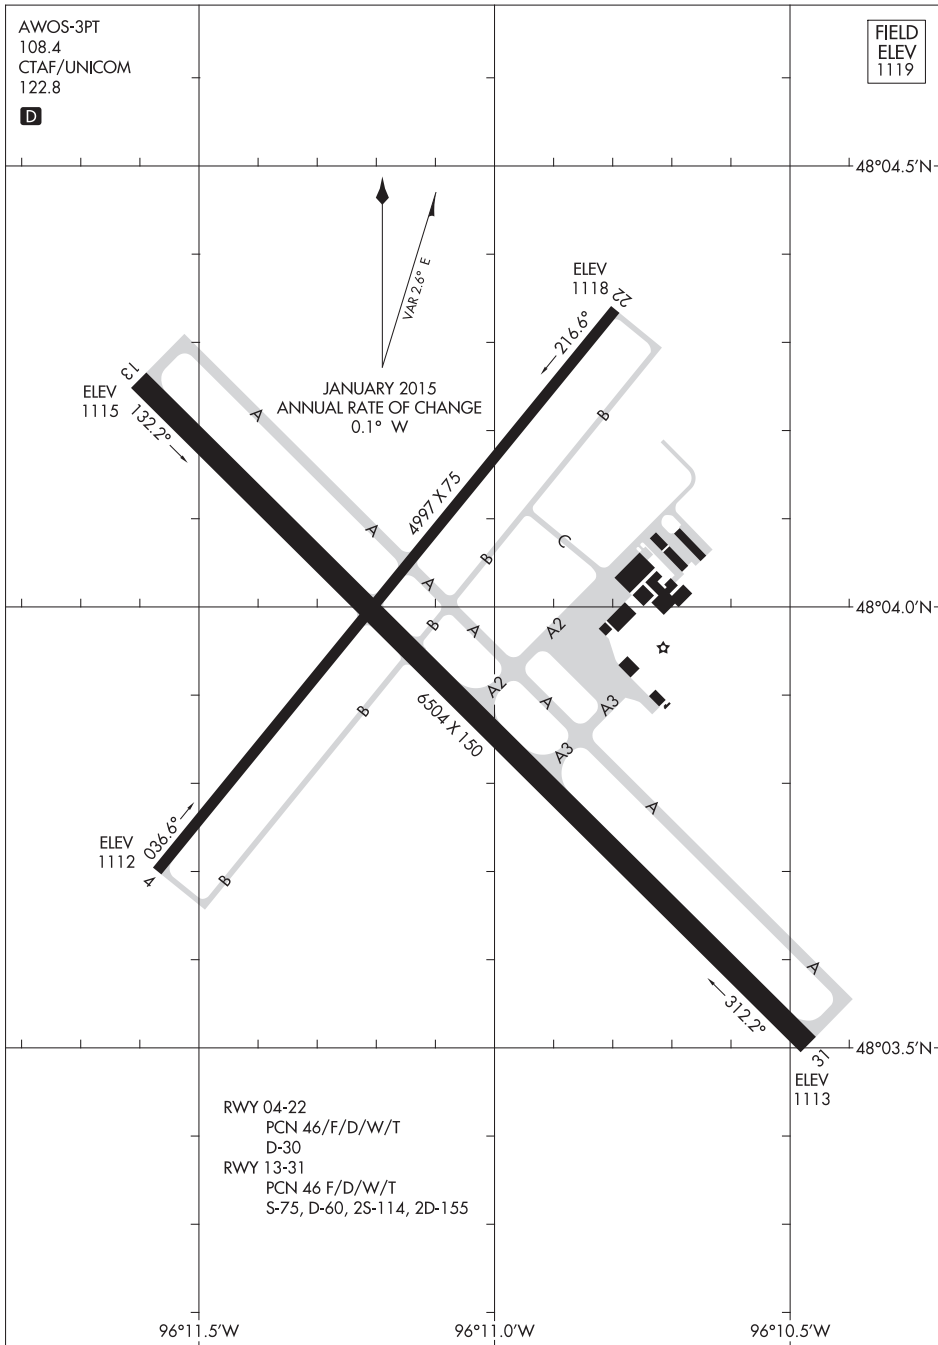 AWOS-3PT
108.4
CTAF/UNICOM
122.8
D
FIELD
ELEV
1119
48°04.5'N
VAR 2.6° E
JANUARY 2015
ANNUAL RATE OF CHANGE
0.1° W
ELEV
1118
22
216.6°
13
ELEV
1115
132.2°
A
B
4997 X 75
A
B
C
A
48°04.0'N
B
A
A2
A2
A
A3
B
6504 X 150
A3
A
ELEV
1112
036.6°
4
B
A
312.2°
31
48°03.5'N
ELEV
1113
RWY 04-22
PCN 46/F/D/W/T
D-30
RWY 13-31
PCN 46 F/D/W/T
S-75, D-60, 2S-114, 2D-155
96°11.5'W
96°11.0'W
96°10.5'W